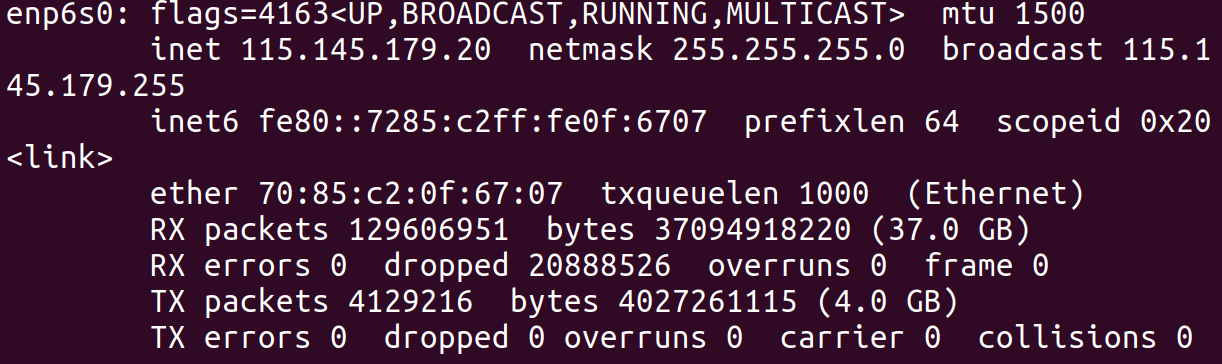 enp6s0: flags=4163<UP,BROADCAST,RUNNING,MULTICAST>  mtu 1500
        inet 115.145.179.20  netmask 255.255.255.0  broadcast 115.1
45.179.255
        inet6 fe80::7285:c2ff:fe0f:6707  prefixlen 64  scopeid 0x20
<link>
        ether 70:85:c2:0f:67:07  txqueuelen 1000  (Ethernet)
        RX packets 129606951  bytes 37094918220 (37.0 GB)
        RX errors 0  dropped 20888526  overruns 0  frame 0
        TX packets 4129216  bytes 4027261115 (4.0 GB)
        TX errors 0  dropped 0 overruns 0  carrier 0  collisions 0